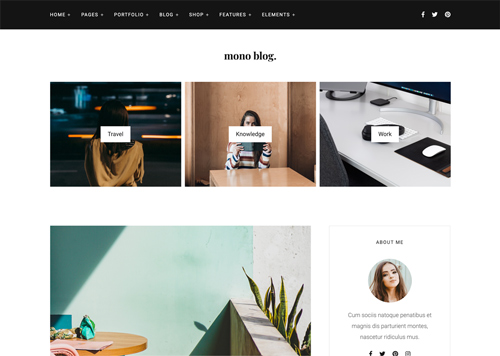 HOME + PAGES + PORTFOLIO + BLOG + SHOP + FEATURES + ELEMENTS +
mono blog.
Travel Knowledge Work
ABOUT ME
Cum sociis natoque penatibus et
magnis dis parturient montes,
nascetur ridiculus mus.